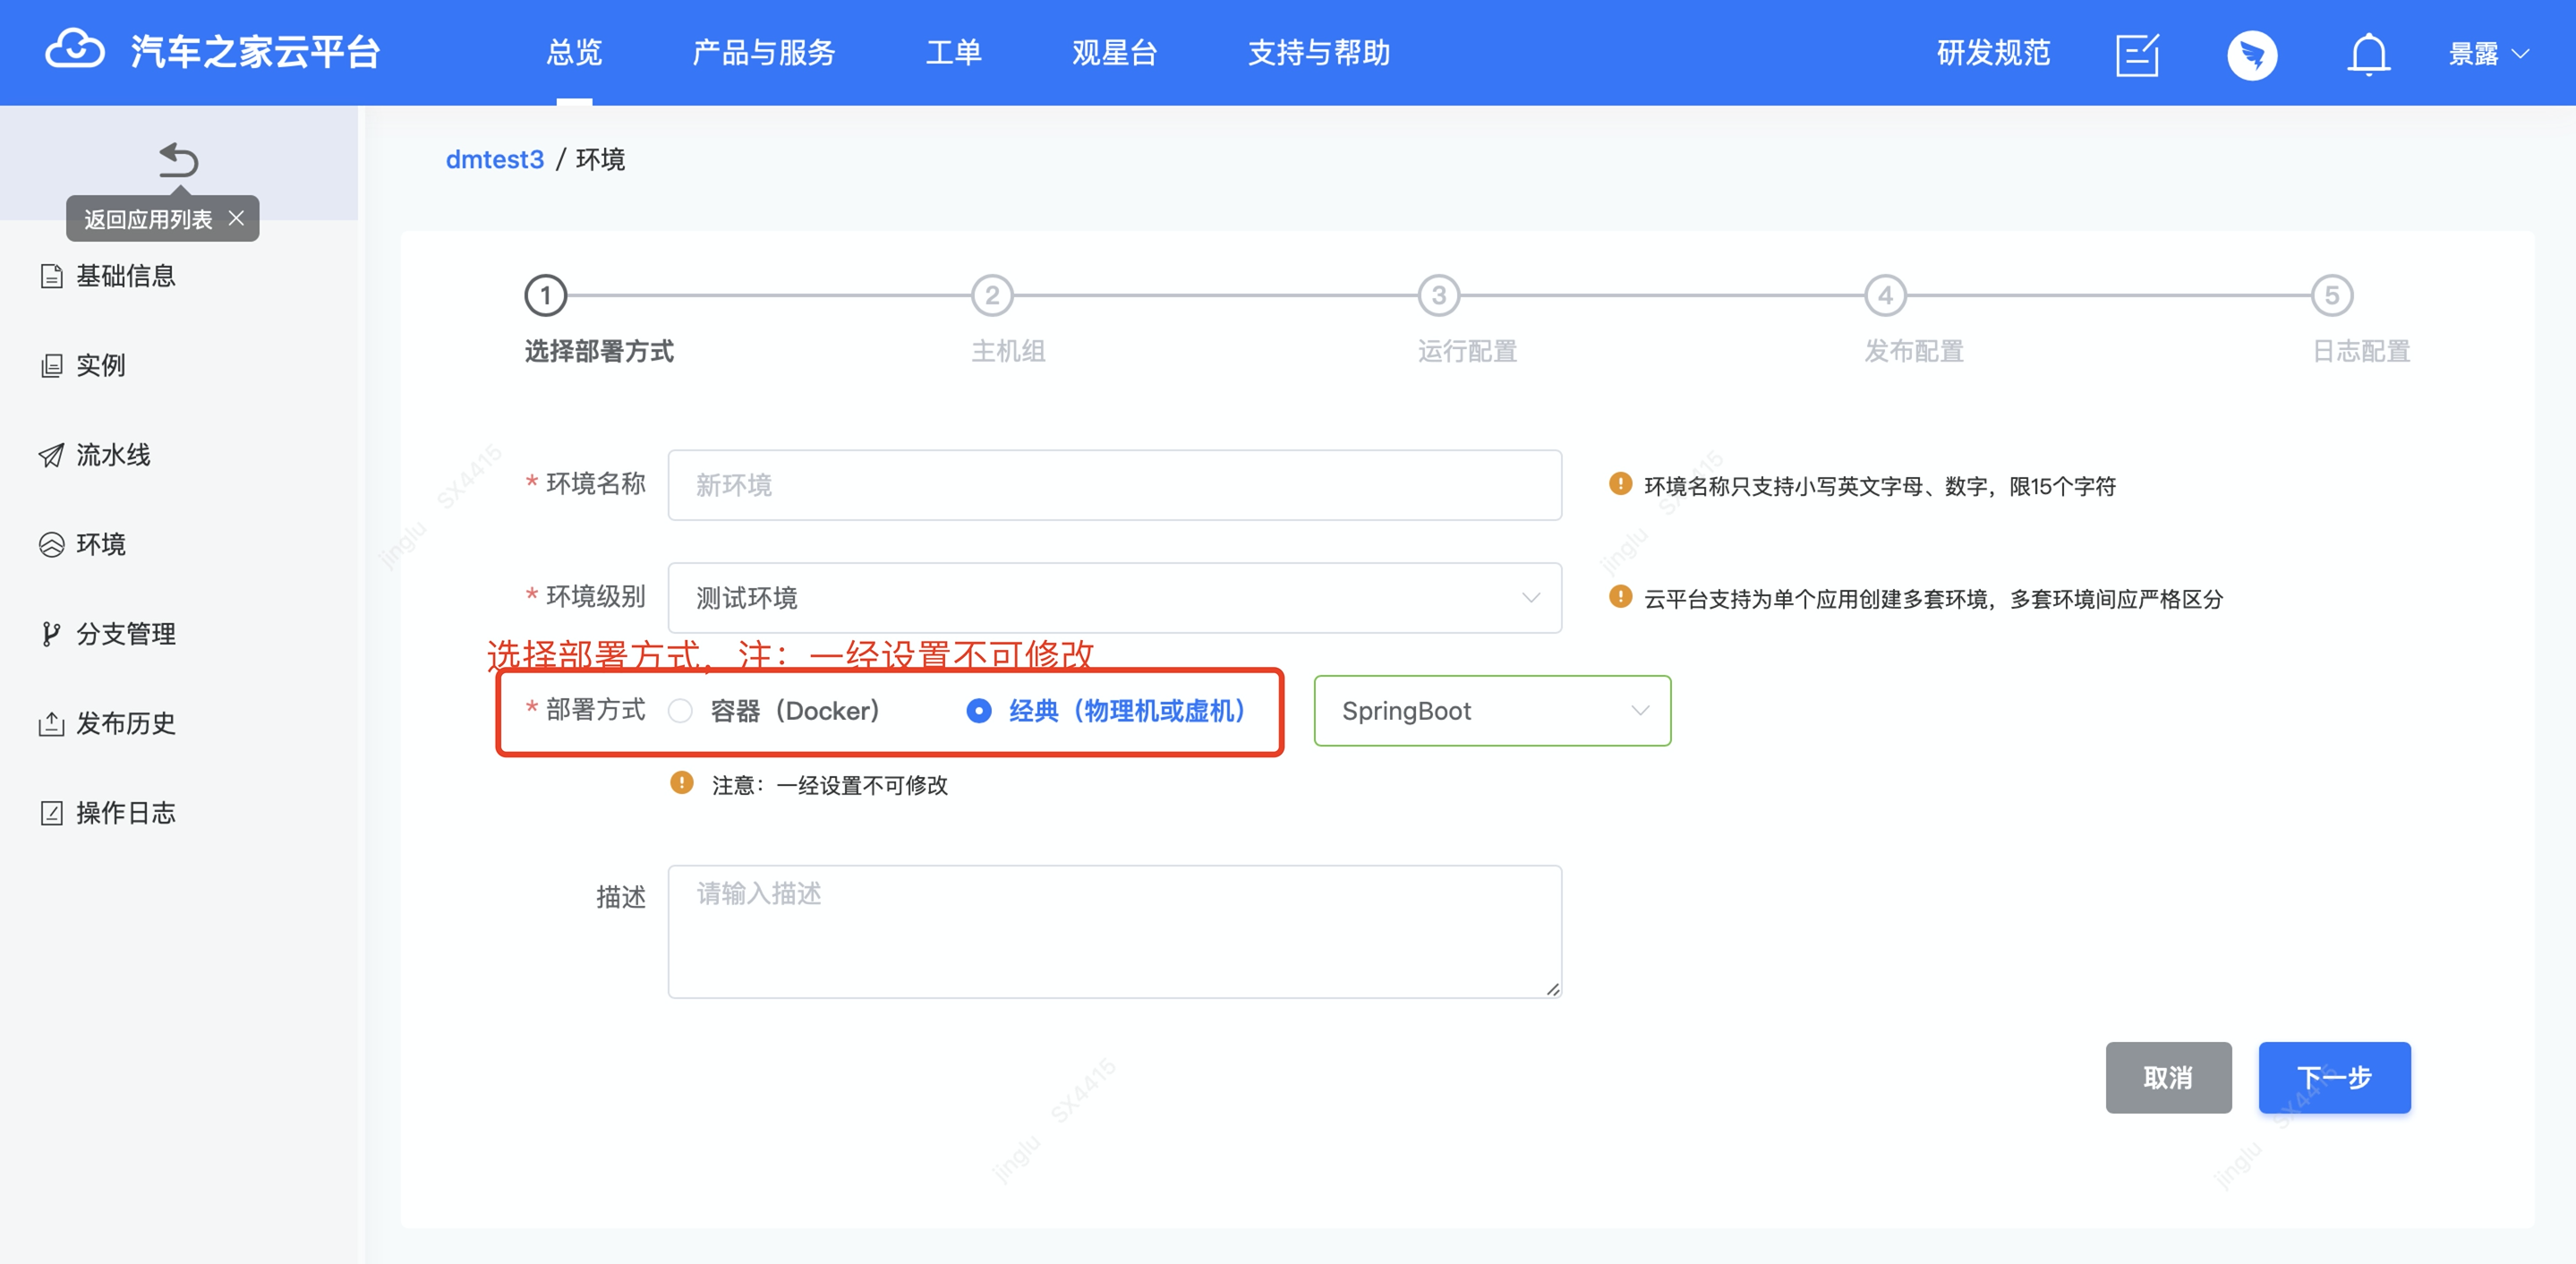 汽车之家云平台 总览 产品与服务 工单 观星台 支持与帮助 研发规范 景露
返回应用列表
基础信息
实例
流水线
环境
分支管理
发布历史
操作日志
dmtest3 / 环境
1 2 3 4 5
选择部署方式 主机组 运行配置 发布配置 日志配置
* 环境名称 新环境 环境名称只支持小写英文字母、数字，限15个字符
* 环境级别 测试环境 云平台支持为单个应用创建多套环境，多套环境间应严格区分
选择部署方式，注：一经设置不可修改
* 部署方式 容器（Docker） 经典（物理机或虚机） SpringBoot
注意：一经设置不可修改
描述 请输入描述
取消 下一步
jinglu SX4415
jinglu SX4415
jinglu SX4415
jinglu SX4415